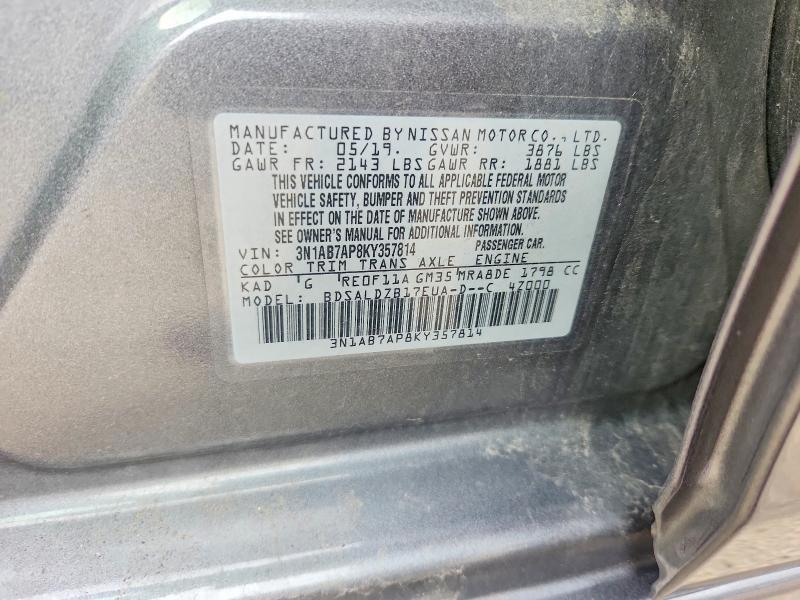 MANUFACTURED BY NISSAN MOTOR CO., LTD.
DATE: 05/19. GVWR: 3876 LBS
GAWR FR: 2143 LBS GAWR RR: 1881 LBS
THIS VEHICLE CONFORMS TO ALL APPLICABLE FEDERAL MOTOR
VEHICLE SAFETY, BUMPER AND THEFT PREVENTION STANDARDS
IN EFFECT ON THE DATE OF MANUFACTURE SHOWN ABOVE.
SEE OWNER'S MANUAL FOR ADDITIONAL INFORMATION.
VIN: 3N1AB7AP8KY357814 PASSENGER CAR.
COLOR TRIM TRANS AXLE ENGINE
KAD G RE0F11A GM35 MRA8DE 1798 CC
MODEL: BDSALDZB17EUA-D--C 4Z000
3N1AB7AP8KY357814